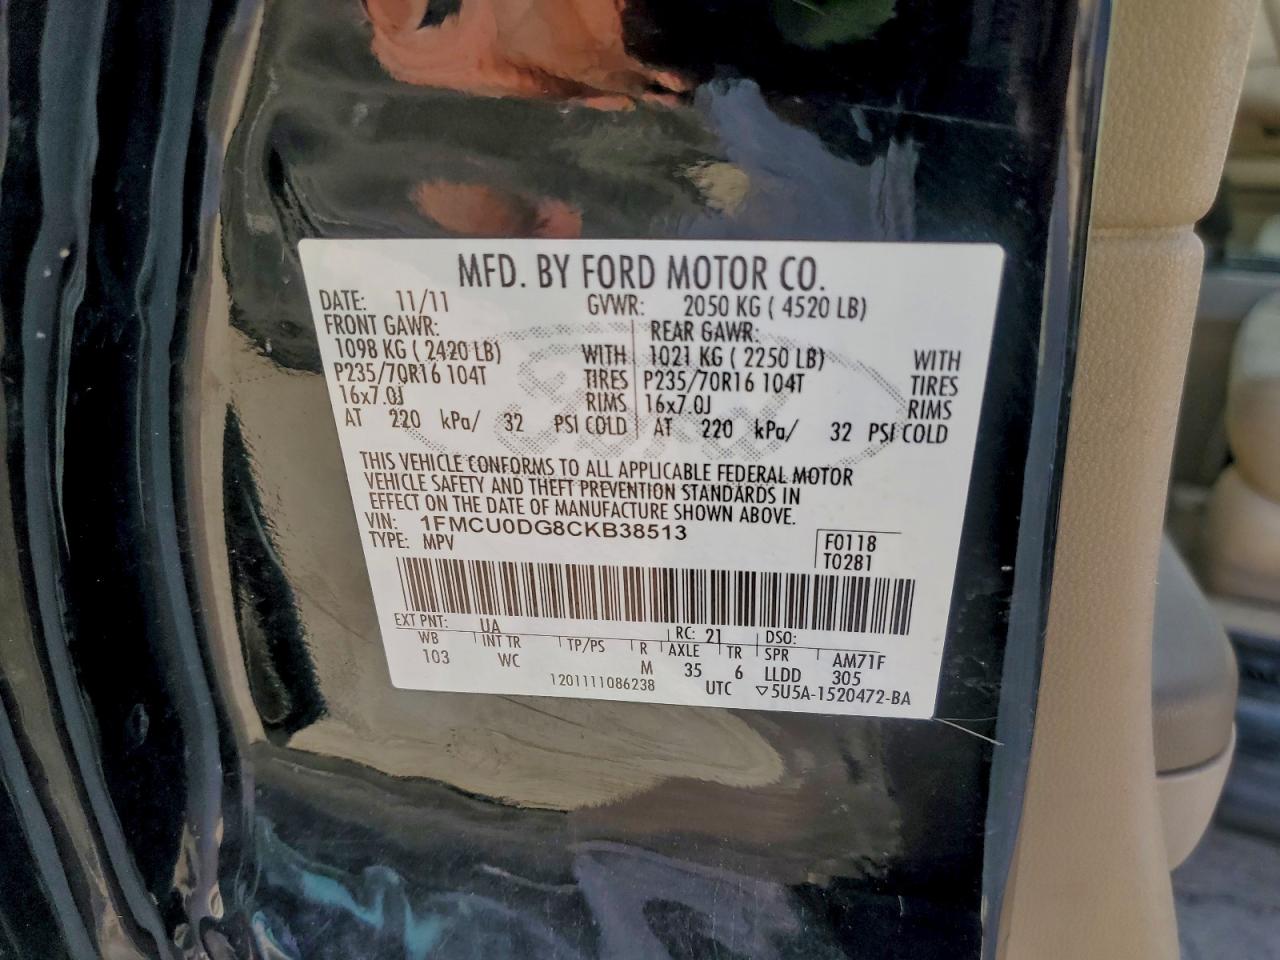 MFD. BY FORD MOTOR CO.
DATE: 11/11 GVWR: 2050 KG ( 4520 LB)
FRONT GAWR: REAR GAWR:
1098 KG ( 2420 LB) WITH 1021 KG ( 2250 LB) WITH
P235/70R16 104T TIRES P235/70R16 104T TIRES
16x7.0J RIMS 16x7.0J RIMS
AT 220 kPa/ 32 PSI COLD AT 220 kPa/ 32 PSI COLD
THIS VEHICLE CONFORMS TO ALL APPLICABLE FEDERAL MOTOR
VEHICLE SAFETY AND THEFT PREVENTION STANDARDS IN
EFFECT ON THE DATE OF MANUFACTURE SHOWN ABOVE.
VIN: 1FMCU0DG8CKB38513
TYPE: MPV
F0118
T0281
EXT PNT: UA RC: 21 DSO:
WB INT TR TP/PS R AXLE TR SPR AM71F
103 WC M 35 6 LLDD 305
1201111086238 UTC ▽5U5A-1520472-BA